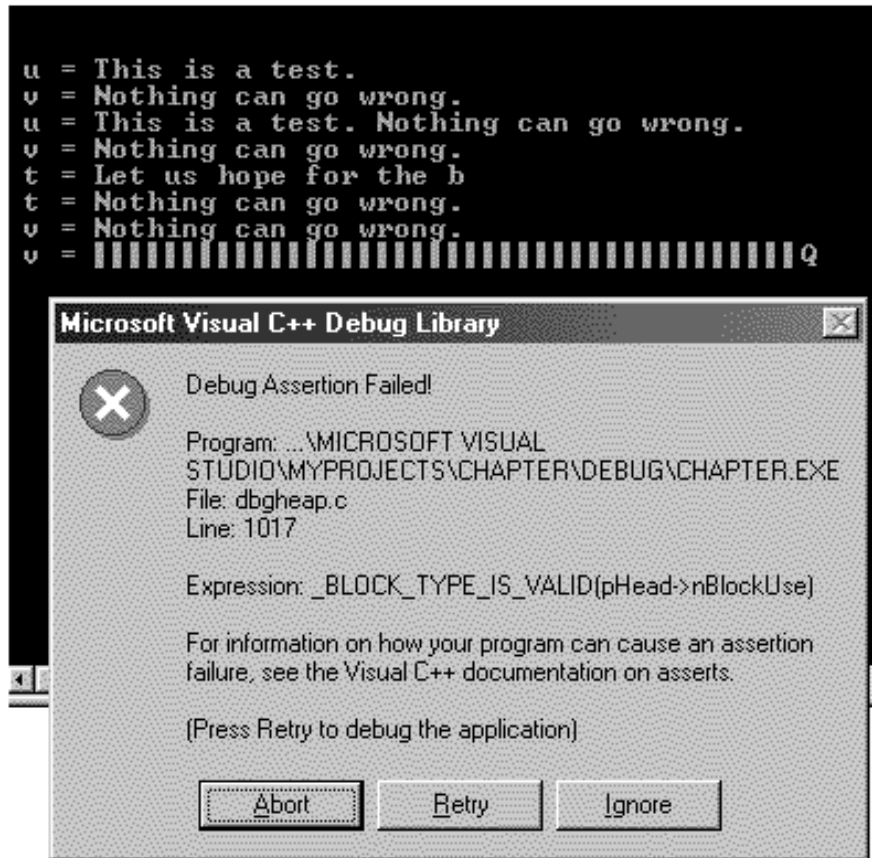 u = This is a test.
v = Nothing can go wrong.
u = This is a test. Nothing can go wrong.
v = Nothing can go wrong.
t = Let us hope for the b
t = Nothing can go wrong.
v = Nothing can go wrong.
v = ▒▒▒▒▒▒▒▒▒▒▒▒▒▒▒▒▒▒▒▒▒▒▒▒▒▒▒▒▒▒▒▒▒▒▒▒▒▒▒▒Q
Microsoft Visual C++ Debug Library
Debug Assertion Failed!
Program: ...\MICROSOFT VISUAL
STUDIO\MYPROJECTS\CHAPTER\DEBUG\CHAPTER.EXE
File: dbgheap.c
Line: 1017
Expression: _BLOCK_TYPE_IS_VALID(pHead->nBlockUse)
For information on how your program can cause an assertion
failure, see the Visual C++ documentation on asserts.
(Press Retry to debug the application)
Abort Retry Ignore